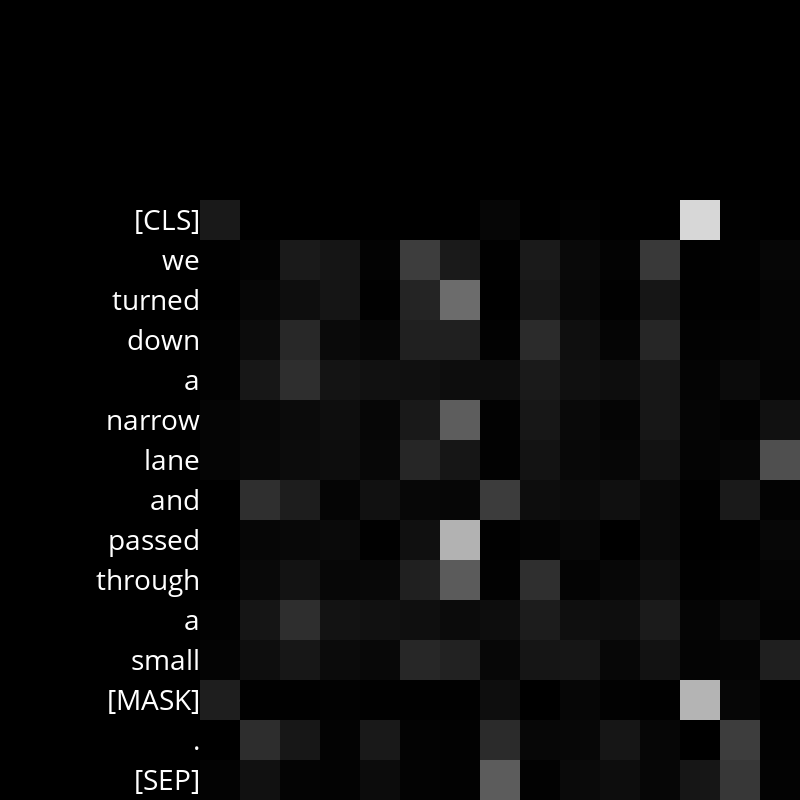 [CLS]
we
turned
down
a
narrow
lane
and
passed
through
a
small
[MASK]
.
[SEP]